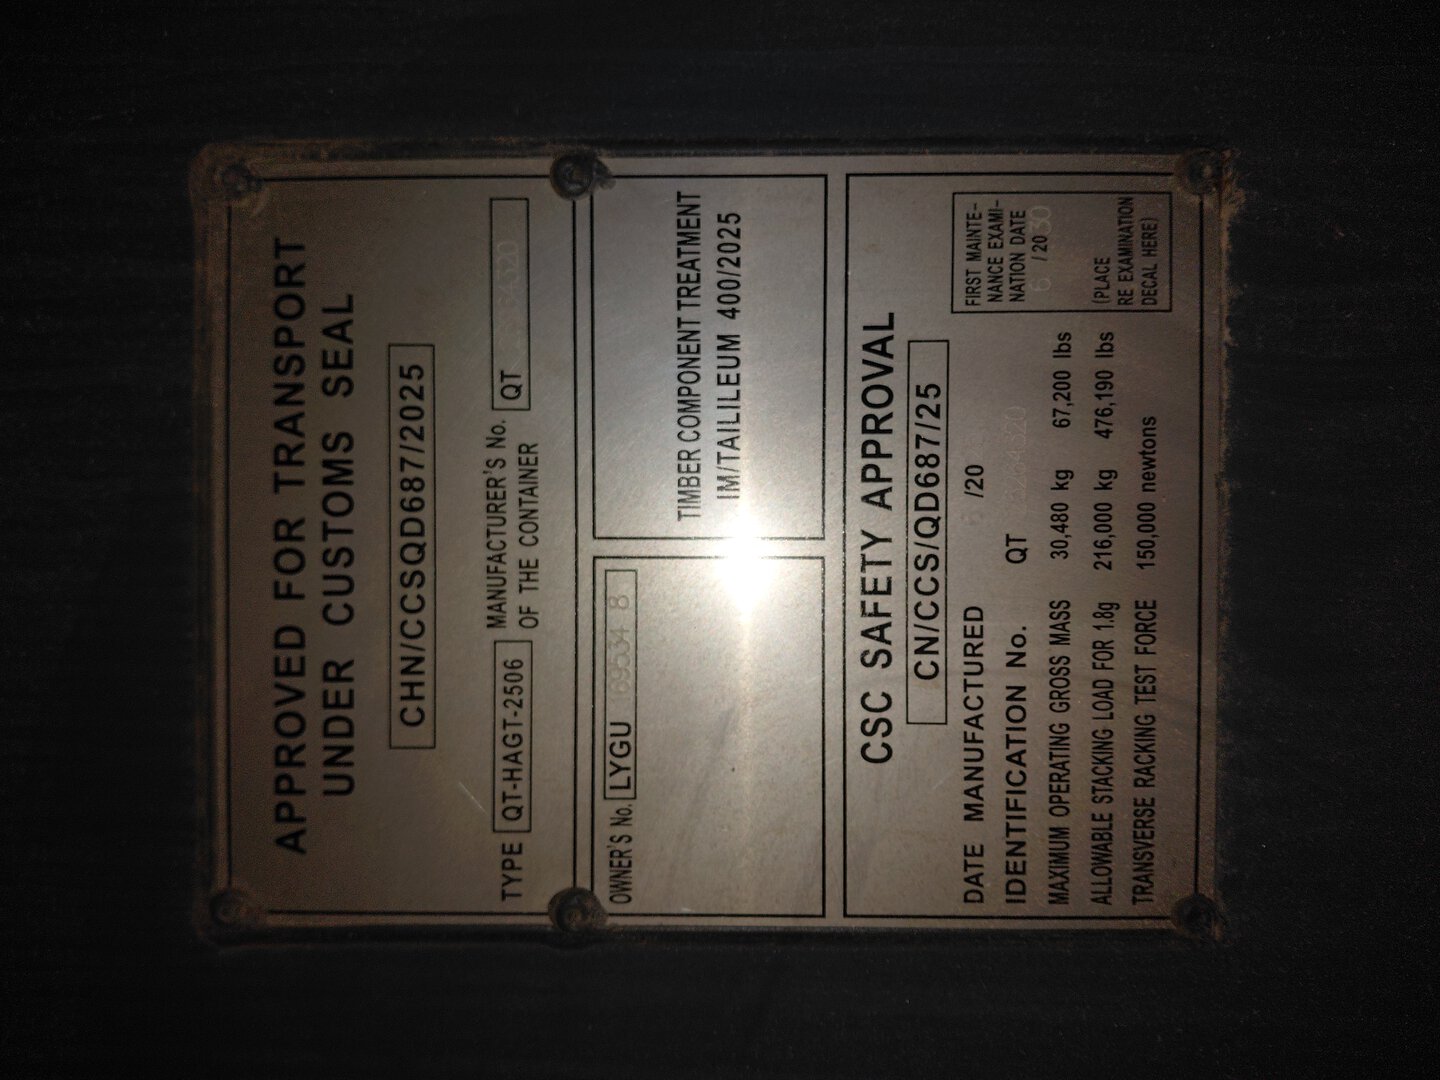 APPROVED FOR TRANSPORT
UNDER CUSTOMS SEAL
CHN/CCSQD687/2025
TYPE QT-HAGT-2506 MANUFACTURER'S No. QT
OF THE CONTAINER
OWNER'S No. LYGU
TIMBER COMPONENT TREATMENT
IM/TAILILEUM 400/2025
CSC SAFETY APPROVAL
CN/CCS/QD687/25
DATE MANUFACTURED /20
IDENTIFICATION No. QT
MAXIMUM OPERATING GROSS MASS 30,480 kg 67,200 lbs
ALLOWABLE STACKING LOAD FOR 1.8g 216,000 kg 476,190 lbs
TRANSVERSE RACKING TEST FORCE 150,000 newtons
FIRST MAINTE-
NANCE EXAMI-
NATION DATE
6 /2030
(PLACE
RE EXAMINATION
DECAL HERE)